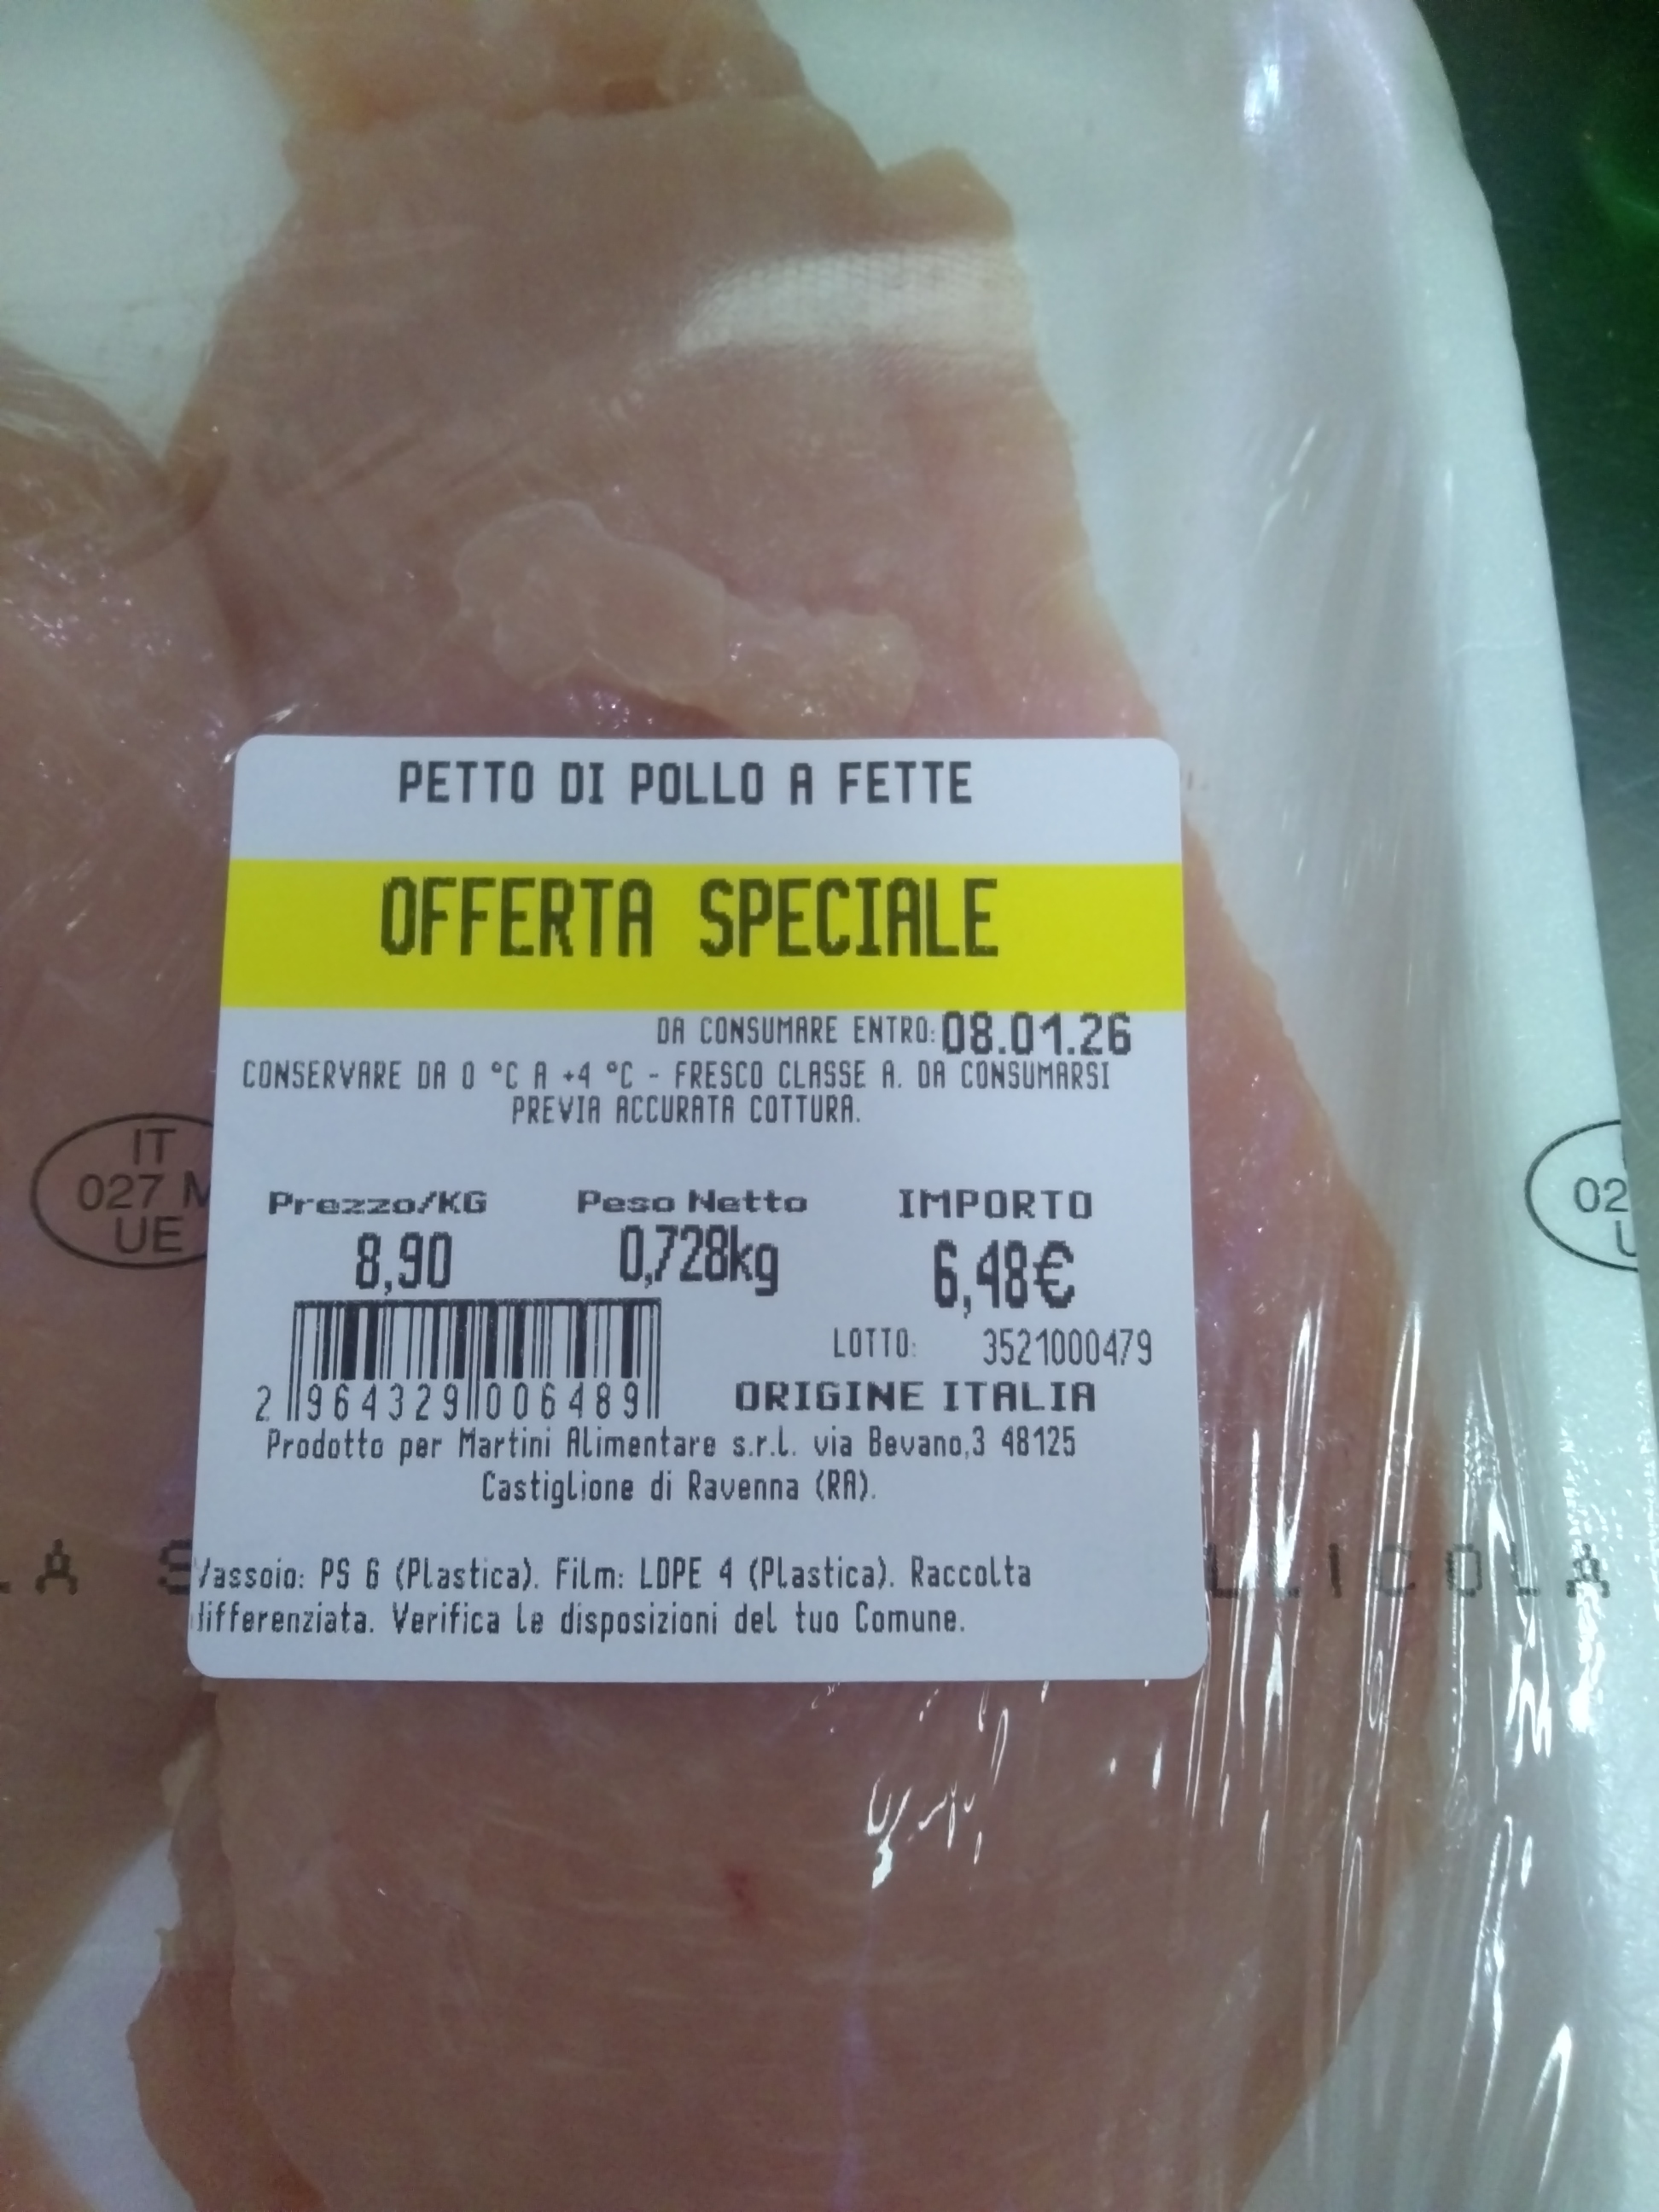 PETTO DI POLLO A FETTE
OFFERTA SPECIALE
DA CONSUMARE ENTRO: 08.01.26
CONSERVARE DA 0 °C A +4 °C - FRESCO CLASSE A. DA CONSUMARSI
PREVIA ACCURATA COTTURA.
IT
027 M
UE
02
U
Prezzo/KG Peso Netto IMPORTO
8,90 0,728kg 6,48€
LOTTO: 3521000479
2 964329 006489
ORIGINE ITALIA
Prodotto per Martini Alimentare s.r.l. via Bevano,3 48125
Castiglione di Ravenna (RA).
LA S
LLICOLA
Vassoio: PS 6 (Plastica). Film: LDPE 4 (Plastica). Raccolta
differenziata. Verifica le disposizioni del tuo Comune.